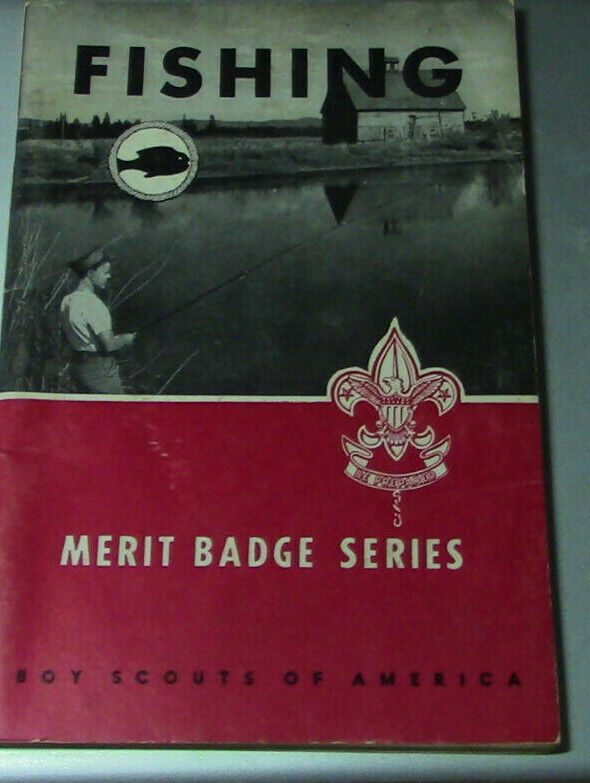 FISHING
BE PREPARED
MERIT BADGE SERIES
BOY SCOUTS OF AMERICA